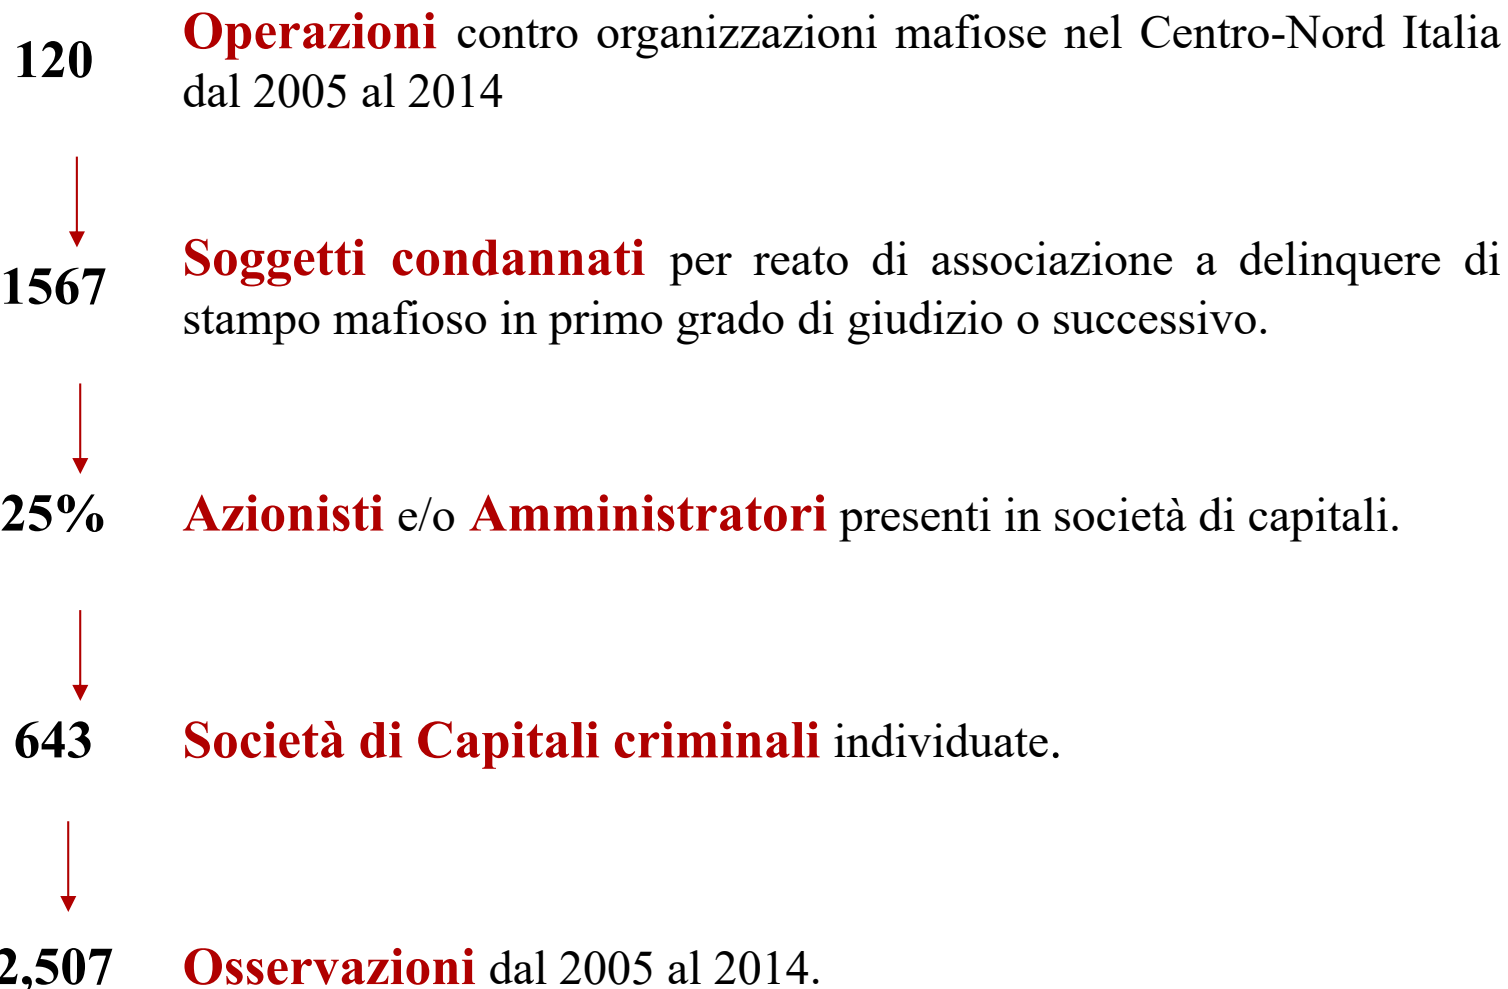 120
Operazioni contro organizzazioni mafiose nel Centro-Nord Italia
dal 2005 al 2014
1567
Soggetti condannati per reato di associazione a delinquere di
stampo mafioso in primo grado di giudizio o successivo.
25%
Azionisti e/o Amministratori presenti in società di capitali.
643
Società di Capitali criminali individuate.
2,507
Osservazioni dal 2005 al 2014.